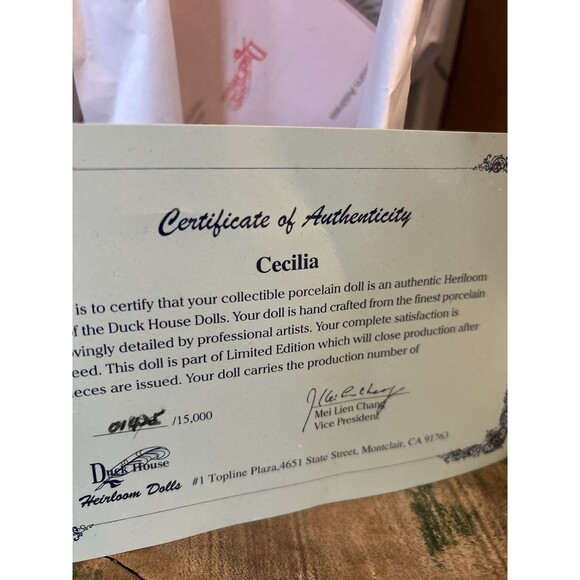 Certificate of Authenticity
Cecilia
is to certify that your collectible porcelain doll is an authentic Heriloom
of the Duck House Dolls. Your doll is hand crafted from the finest porcelain
vingly detailed by professional artists. Your complete satisfaction is
eed. This doll is part of Limited Edition which will close production after
ieces are issued. Your doll carries the production number of
/15,000
Mei Lien Chang
Vice President
Duck House
Heirloom Dolls
#1 Topline Plaza,4651 State Street, Montclair, CA 91763